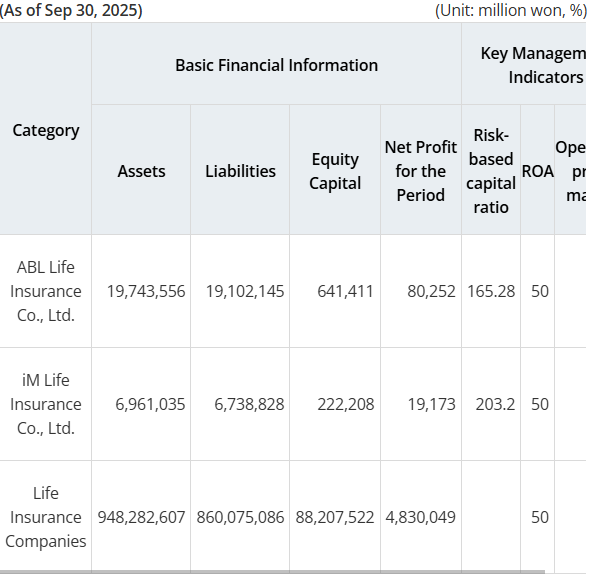 (As of Sep 30, 2025) (Unit: million won, %)
Category
Basic Financial Information
Key Managem
Indicators
Assets
Liabilities
Equity
Capital
Net Profit
for the
Period
Risk-
based
capital
ratio
ROA
Ope
pr
ma
ABL Life
Insurance
Co., Ltd.
19,743,556 19,102,145 641,411 80,252 165.28 50
iM Life
Insurance
Co., Ltd.
6,961,035 6,738,828 222,208 19,173 203.2 50
Life
Insurance
Companies
948,282,607 860,075,086 88,207,522 4,830,049 50